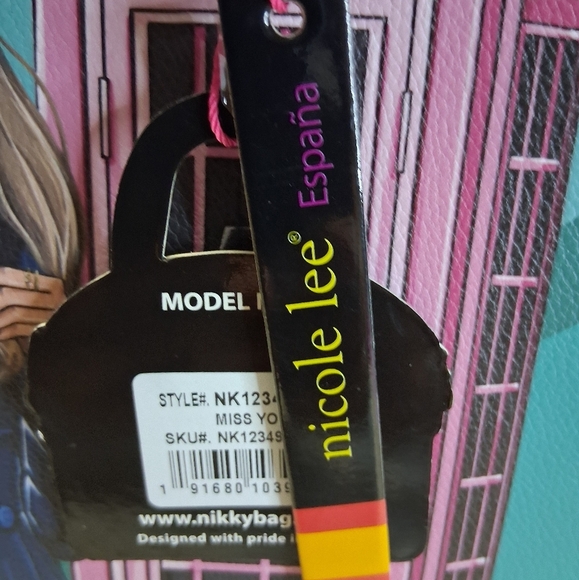 nicole lee® España
MODEL
STYLE#. NK1234
MISS YO
SKU#. NK12349
1 91680 1039
www.nikkybag
Designed with pride i